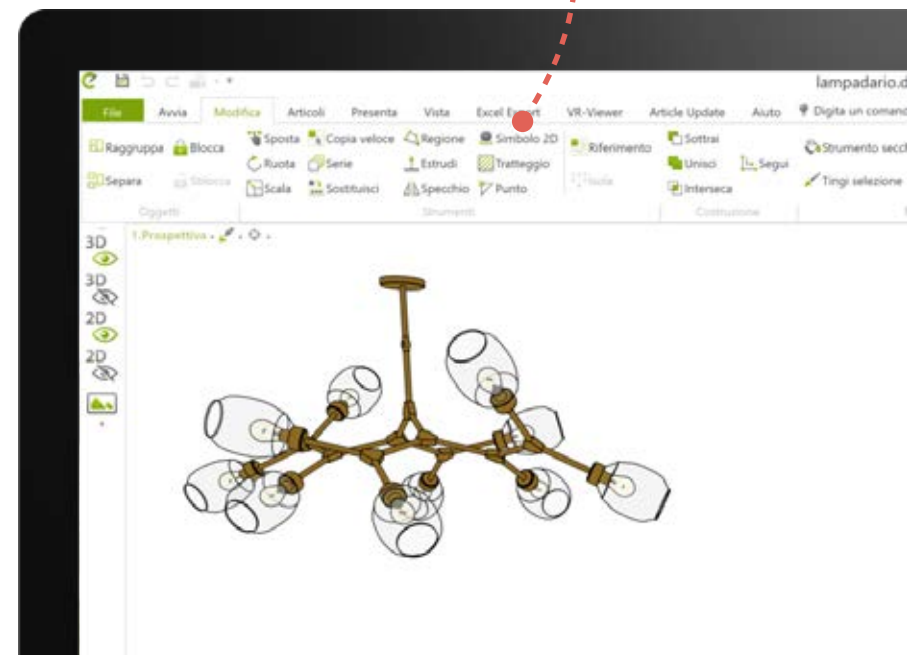 lampadario.d
File Avvia Modifica Articoli Presenta Vista Excel Export VR-Viewer Article Update Aiuto Digita un comand
Raggruppa Blocca Sposta Copia veloce Regione Simbolo 2D Riferimento Sottrai Strumento secch
Ruota Serie Estrudi Tratteggio Unisci Segui
Separa Sblocca Scala Sostituisci Specchio Punto Isola Interseca Tingi selezione
Oggetti Strumenti Costruzione
1.Prospettiva
3D
3D
2D
2D